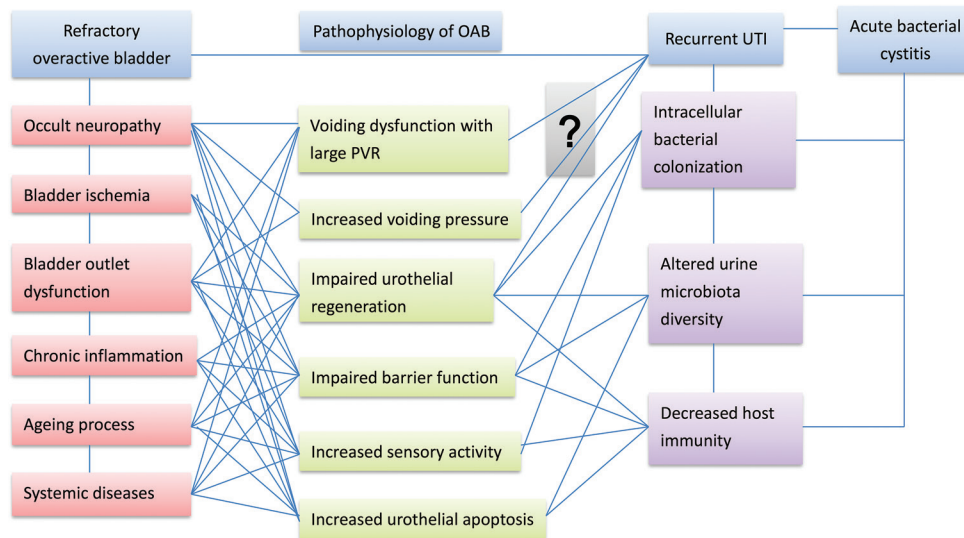 Refractory
overactive bladder
Pathophysiology of OAB
Recurrent UTI
Acute bacterial
cystitis
Occult neuropathy
Bladder ischemia
Bladder outlet
dysfunction
Chronic inflammation
Ageing process
Systemic diseases
Voiding dysfunction with
large PVR
Increased voiding pressure
Impaired urothelial
regeneration
Impaired barrier function
Increased sensory activity
Increased urothelial apoptosis
?
Intracellular
bacterial
colonization
Altered urine
microbiota
diversity
Decreased host
immunity